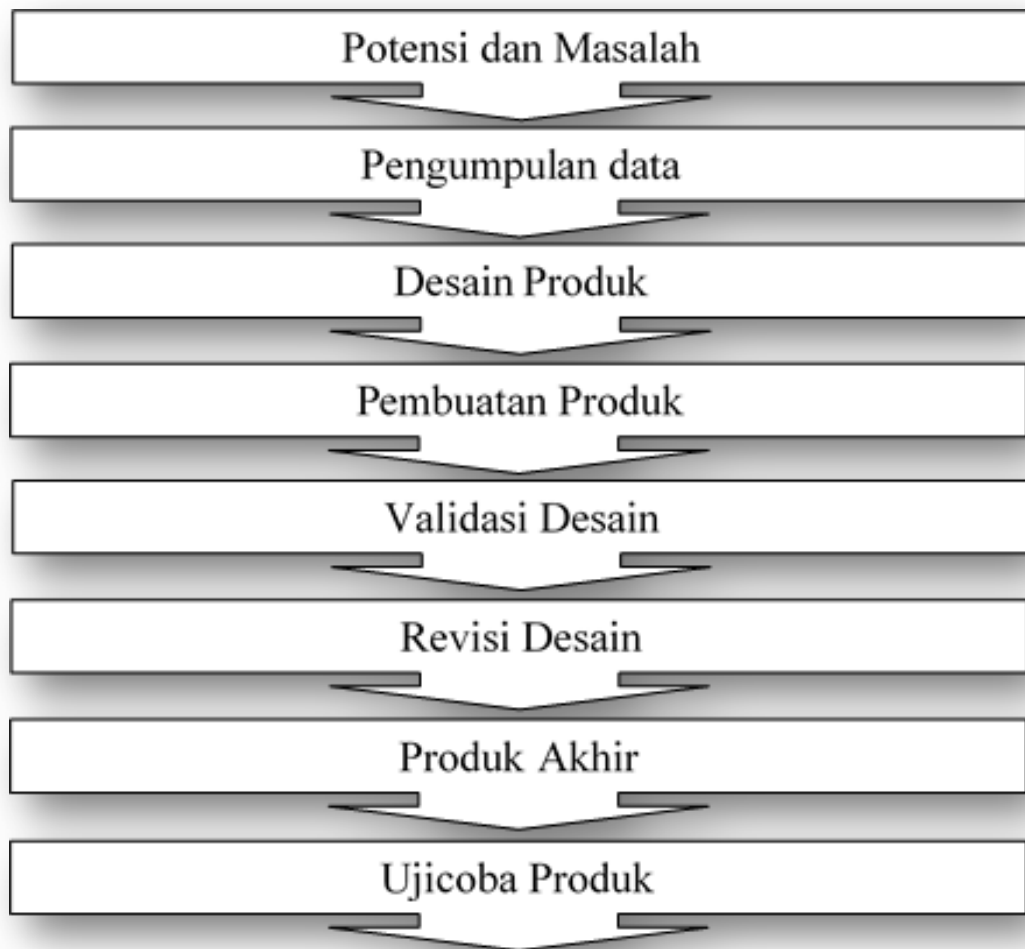 Potensi dan Masalah
Pengumpulan data
Desain Produk
Pembuatan Produk
Validasi Desain
Revisi Desain
Produk Akhir
Ujicoba Produk